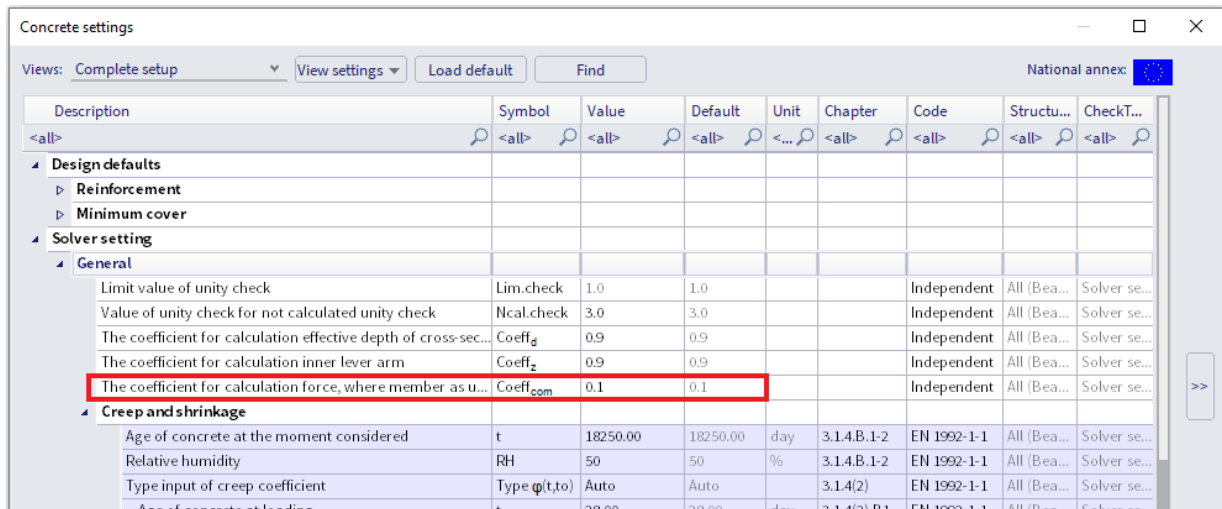 Concrete settings
Views: Complete setup View settings Load default Find National annex:
Description Symbol Value Default Unit Chapter Code Structu... CheckT...
<all> <all> <all> <all> <... <all> <all> <all> <all>
Design defaults
Reinforcement
Minimum cover
Solver setting
General
Limit value of unity check Lim.check 1.0 1.0 Independent All (Bea... Solver se...
Value of unity check for not calculated unity check Ncal.check 3.0 3.0 Independent All (Bea... Solver se...
The coefficient for calculation effective depth of cross-sec... Coeffd 0.9 0.9 Independent All (Bea... Solver se...
The coefficient for calculation inner lever arm Coeffz 0.9 0.9 Independent All (Bea... Solver se...
The coefficient for calculation force, where member as u... Coeffcom 0.1 0.1 Independent All (Bea... Solver se...
>>
Creep and shrinkage
Age of concrete at the moment considered t 18250.00 18250.00 day 3.1.4.B.1-2 EN 1992-1-1 All (Bea... Solver se...
Relative humidity RH 50 50 % 3.1.4.B.1-2 EN 1992-1-1 All (Bea... Solver se...
Type input of creep coefficient Type φ(t,to) Auto Auto 3.1.4(2) EN 1992-1-1 All (Bea... Solver se...